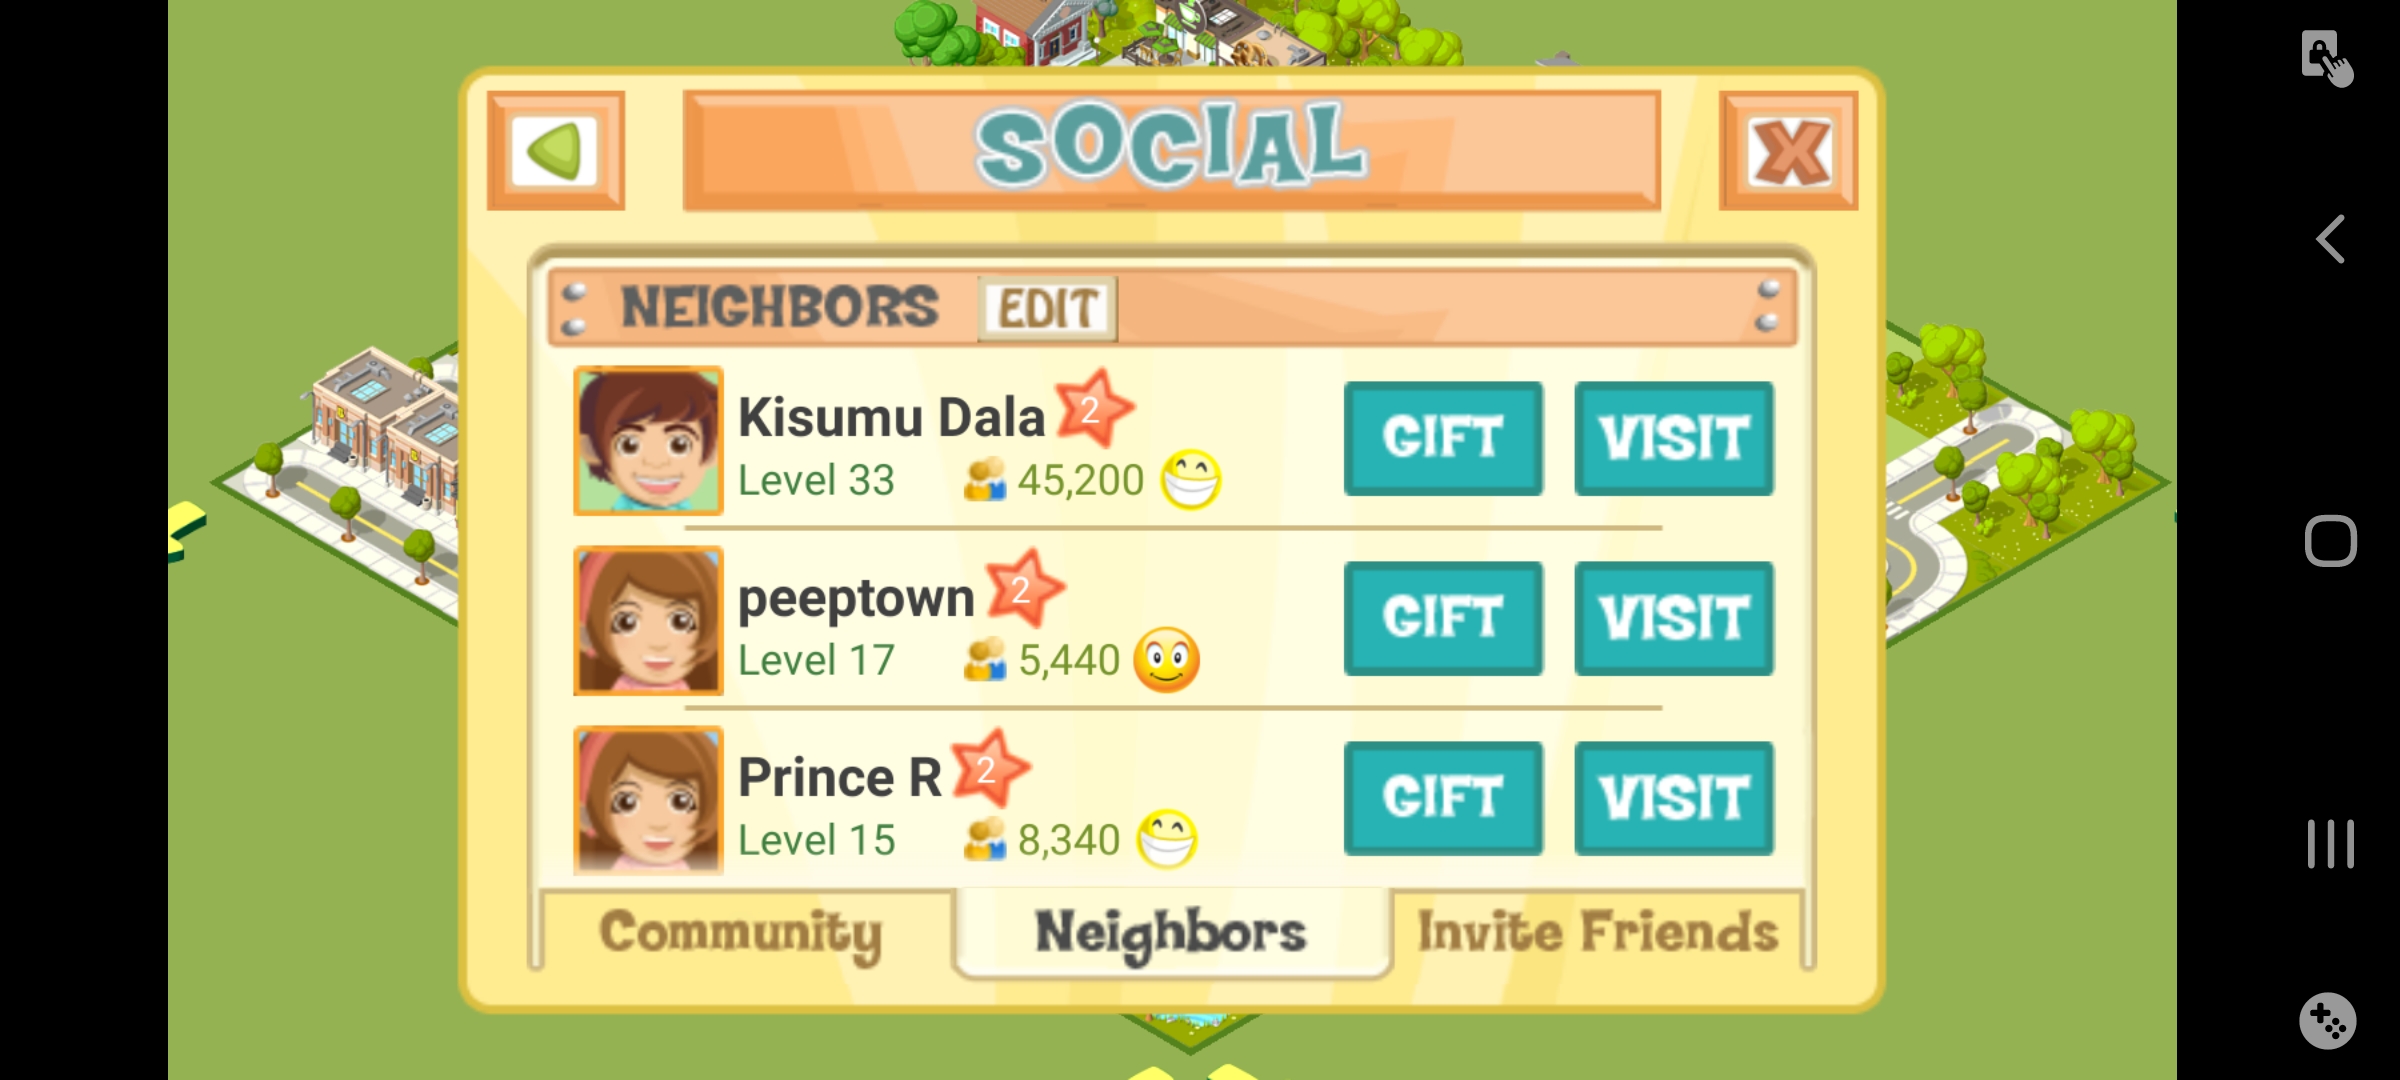 SOCIAL
NEIGHBORS EDIT
Kisumu Dala 2
Level 33 45,200
GIFT VISIT
peeptown 2
Level 17 5,440
GIFT VISIT
Prince R 2
Level 15 8,340
GIFT VISIT
Community Neighbors Invite Friends